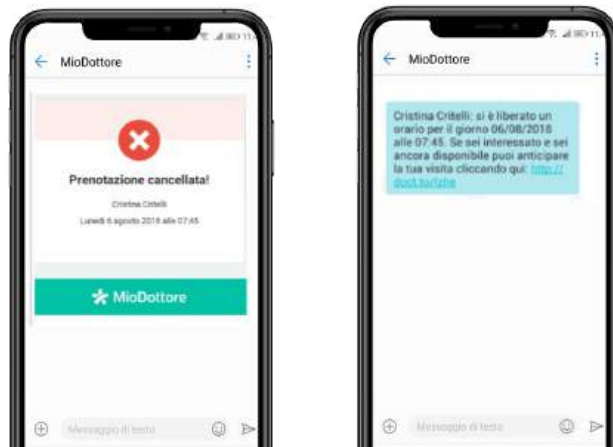 MioDottore
Prenotazione cancellata!
Cristina Critelli
Lunedì 6 agosto 2018 alle 07:45
MioDottore
Messaggio di testo
MioDottore
Cristina Critelli: si è liberato un
orario per il giorno 06/08/2018
alle 07:45. Se sei interessato e sei
ancora disponibile puoi anticipare
la tua visita cliccando qui: http://
Messaggio di testo